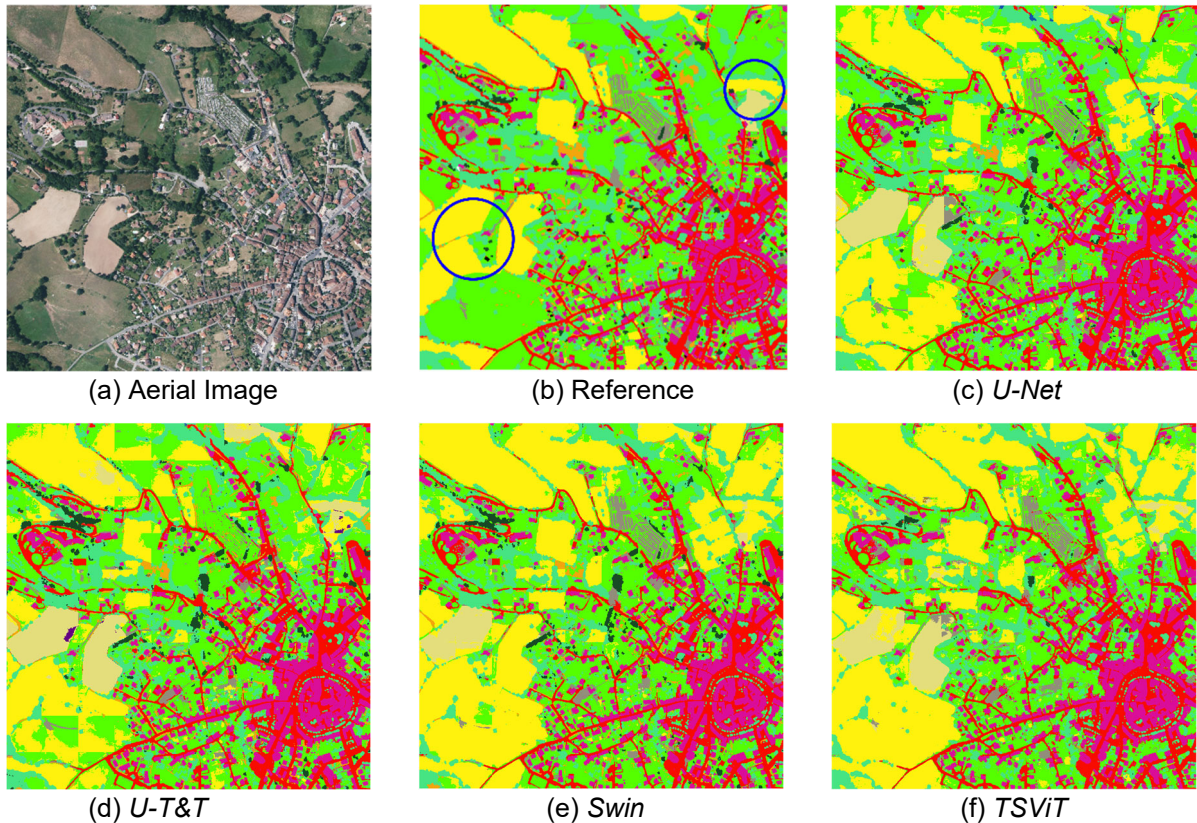 (a) Aerial Image
(b) Reference
(c) U-Net
(d) U-T&T
(e) Swin
(f) TSViT